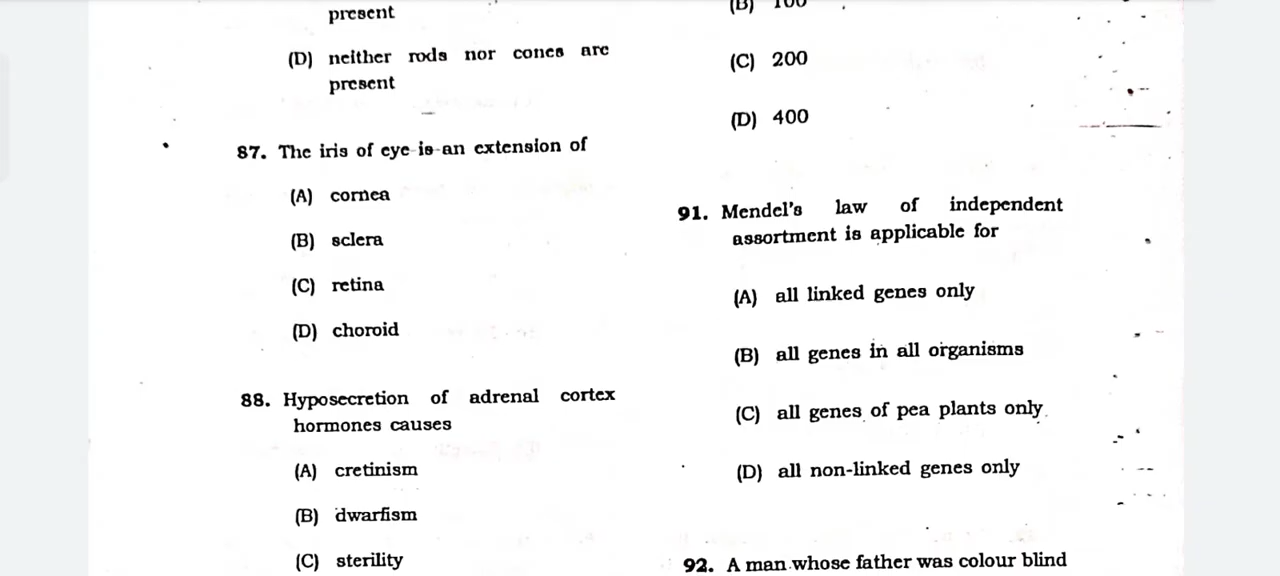 present
(D) neither rods nor cones are
present
87. The iris of eye is an extension of
(A) cornea
(B) sclera
(C) retina
(D) choroid
88. Hyposecretion of adrenal cortex
hormones causes
(A) cretinism
(B) dwarfism
(C) sterility
(B) 100
(C) 200
(D) 400
91. Mendel's law of independent
assortment is applicable for
(A) all linked genes only
(B) all genes in all organisms
(C) all genes of pea plants only
(D) all non-linked genes only
92. A man whose father was colour blind